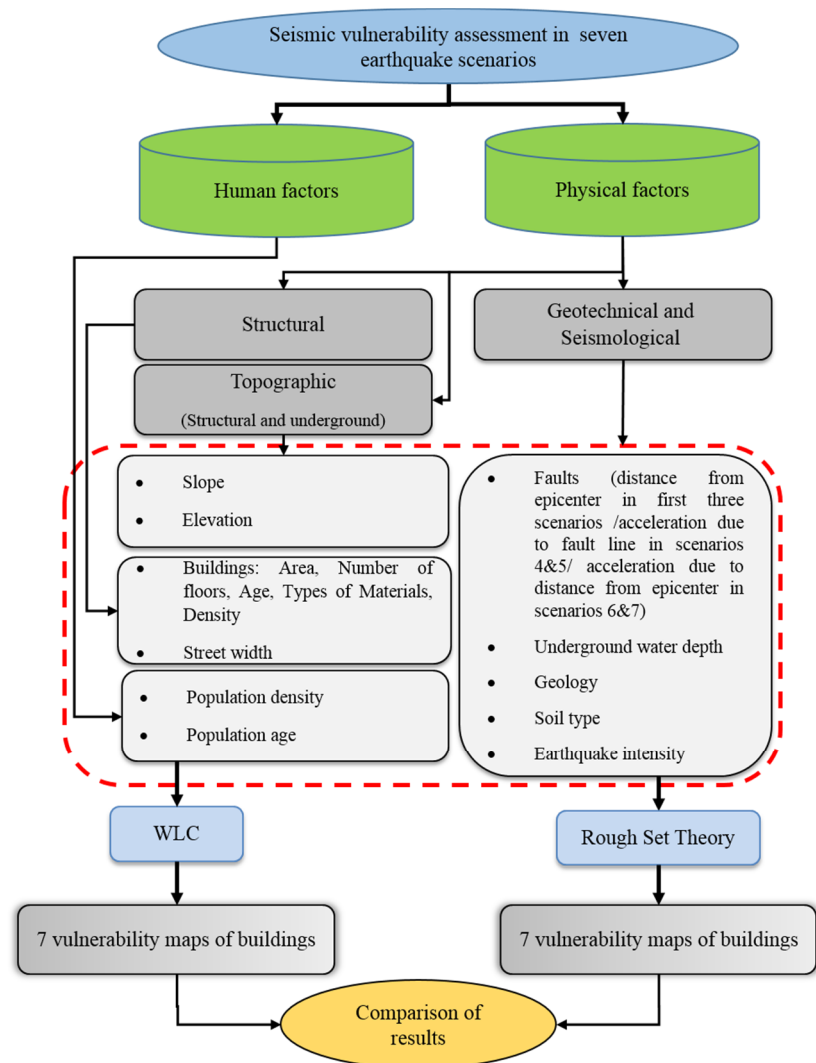 Seismic vulnerability assessment in seven
earthquake scenarios
Human factors
Physical factors
Structural
Geotechnical and
Seismological
Topographic
(Structural and underground)
• Slope
• Elevation
• Buildings: Area, Number of
floors, Age, Types of Materials,
Density
• Street width
• Population density
• Population age
• Faults (distance from
epicenter in first three
scenarios /acceleration due
to fault line in scenarios
4&5/ acceleration due to
distance from epicenter in
scenarios 6&7)
• Underground water depth
• Geology
• Soil type
• Earthquake intensity
WLC
Rough Set Theory
7 vulnerability maps of buildings
7 vulnerability maps of buildings
Comparison of
results